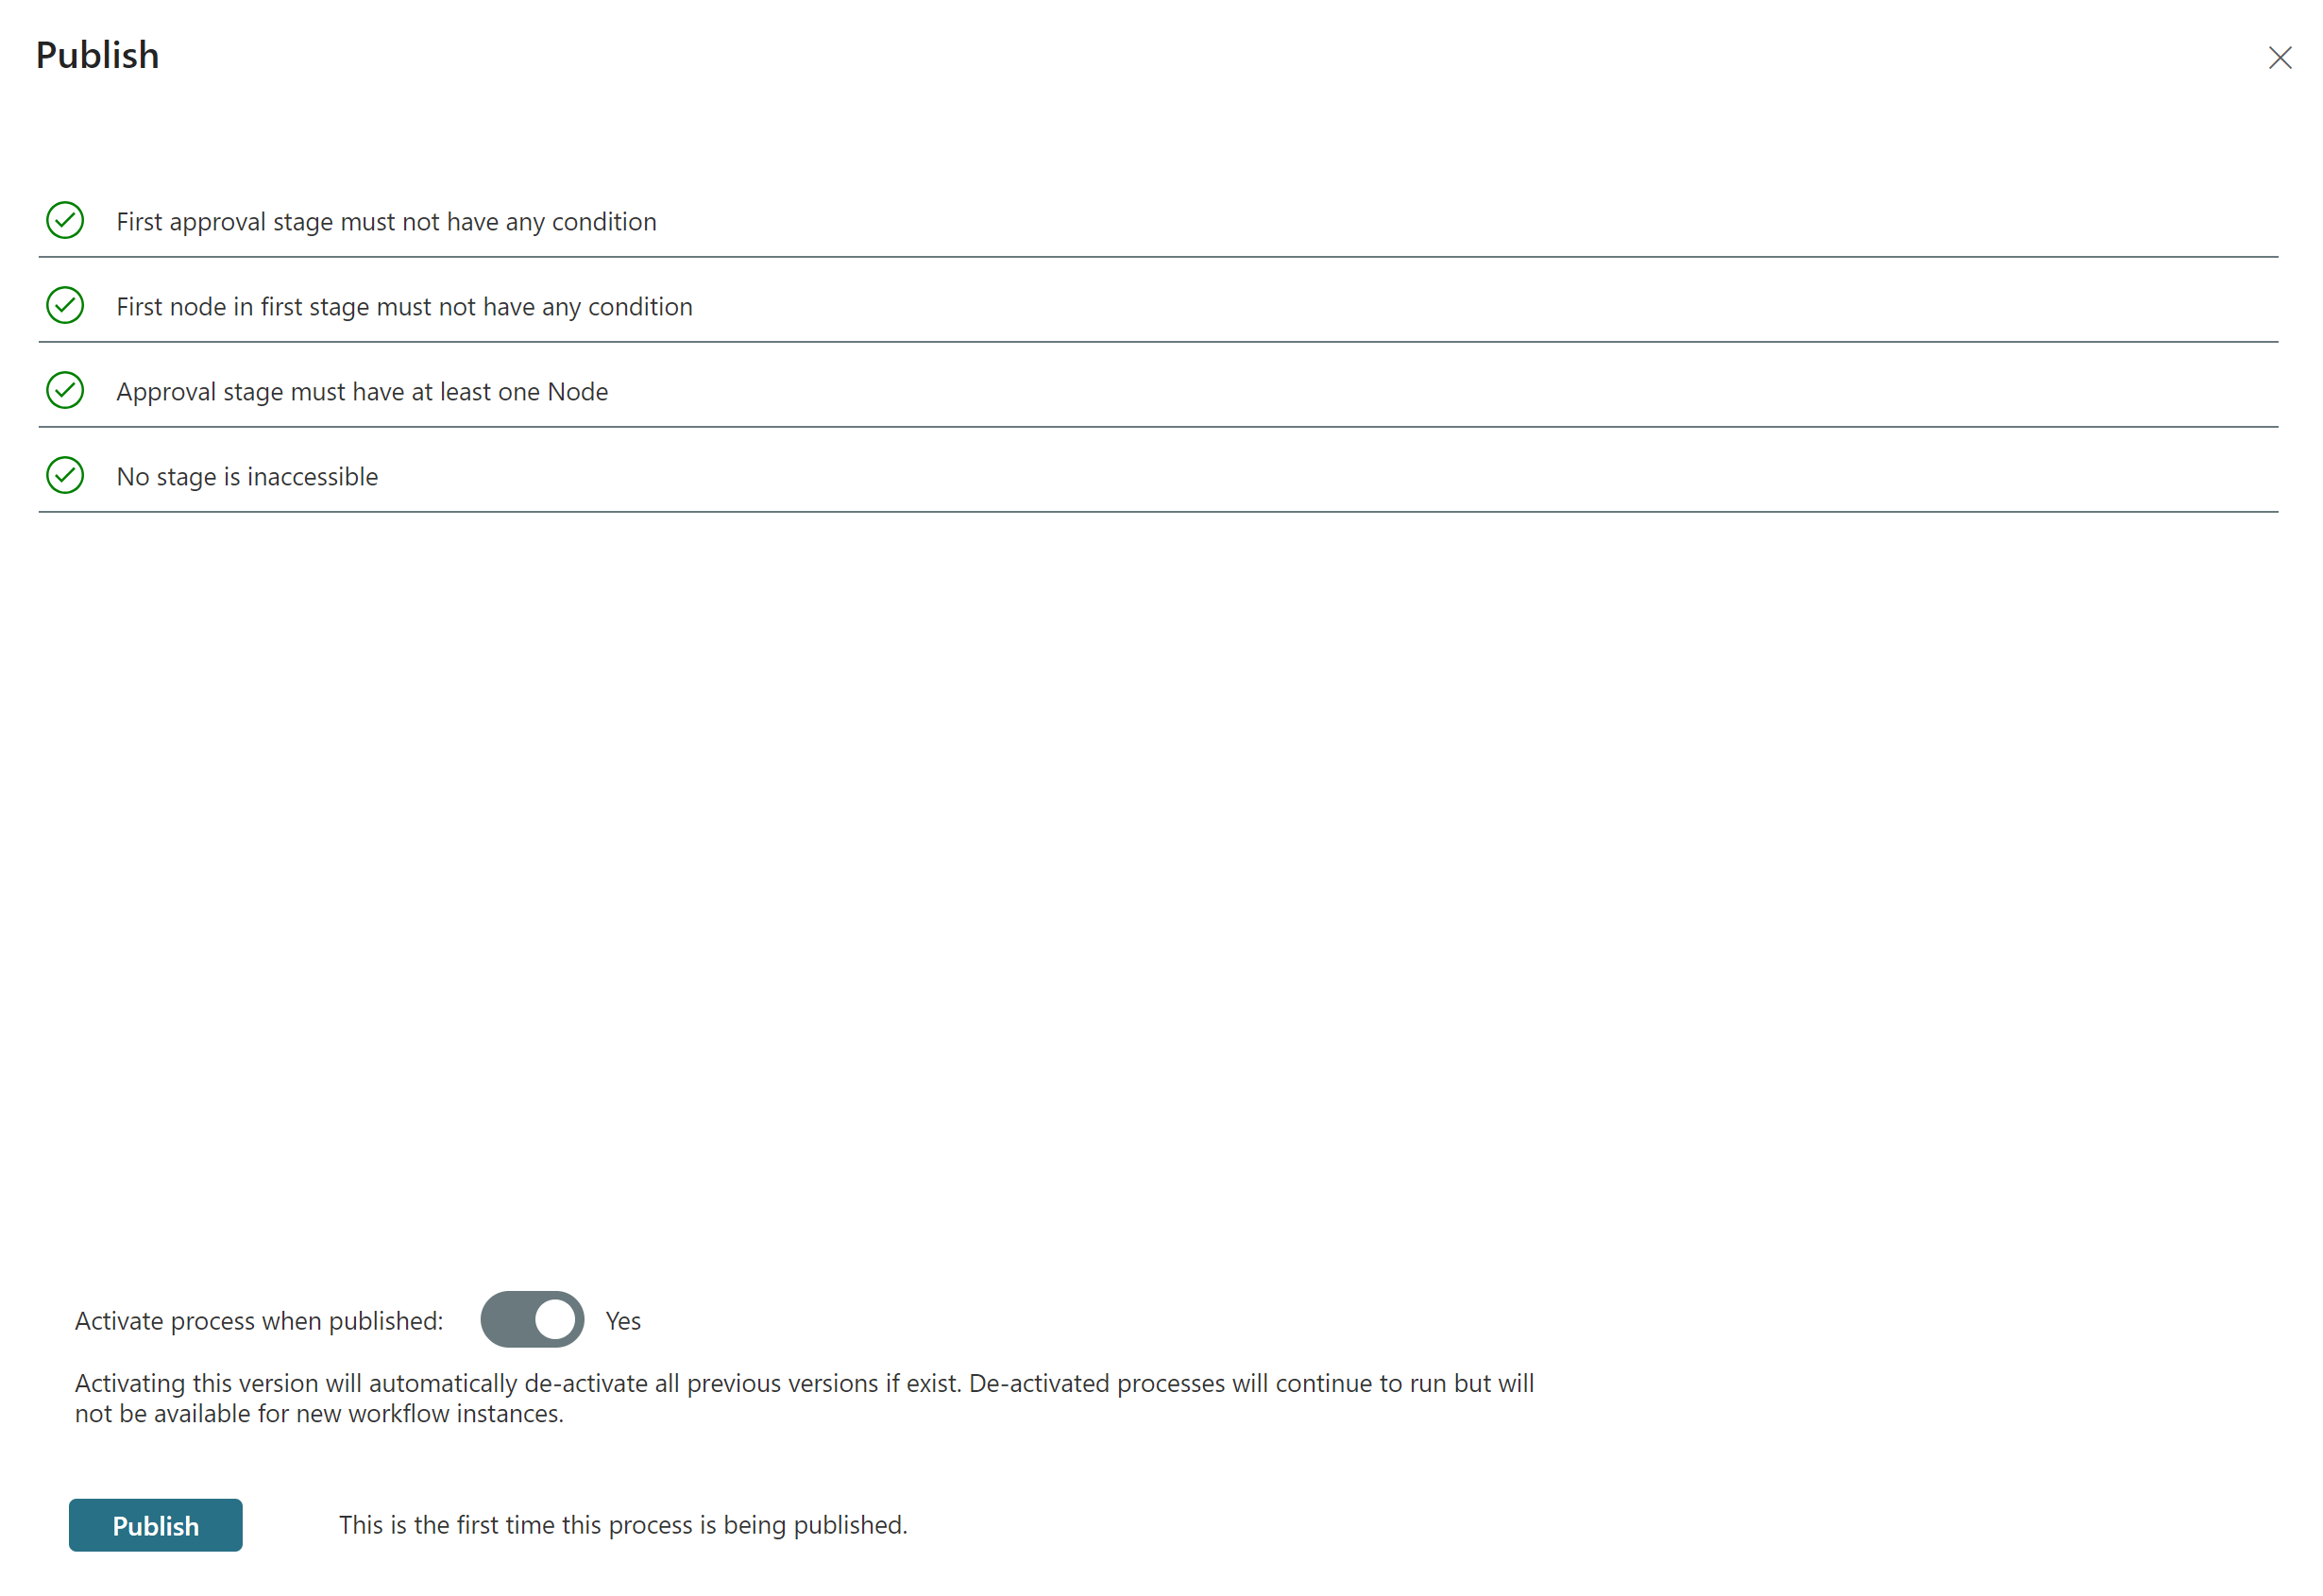 Publish
First approval stage must not have any condition
First node in first stage must not have any condition
Approval stage must have at least one Node
No stage is inaccessible
Activate process when published: Yes
Activating this version will automatically de-activate all previous versions if exist. De-activated processes will continue to run but will
not be available for new workflow instances.
Publish This is the first time this process is being published.